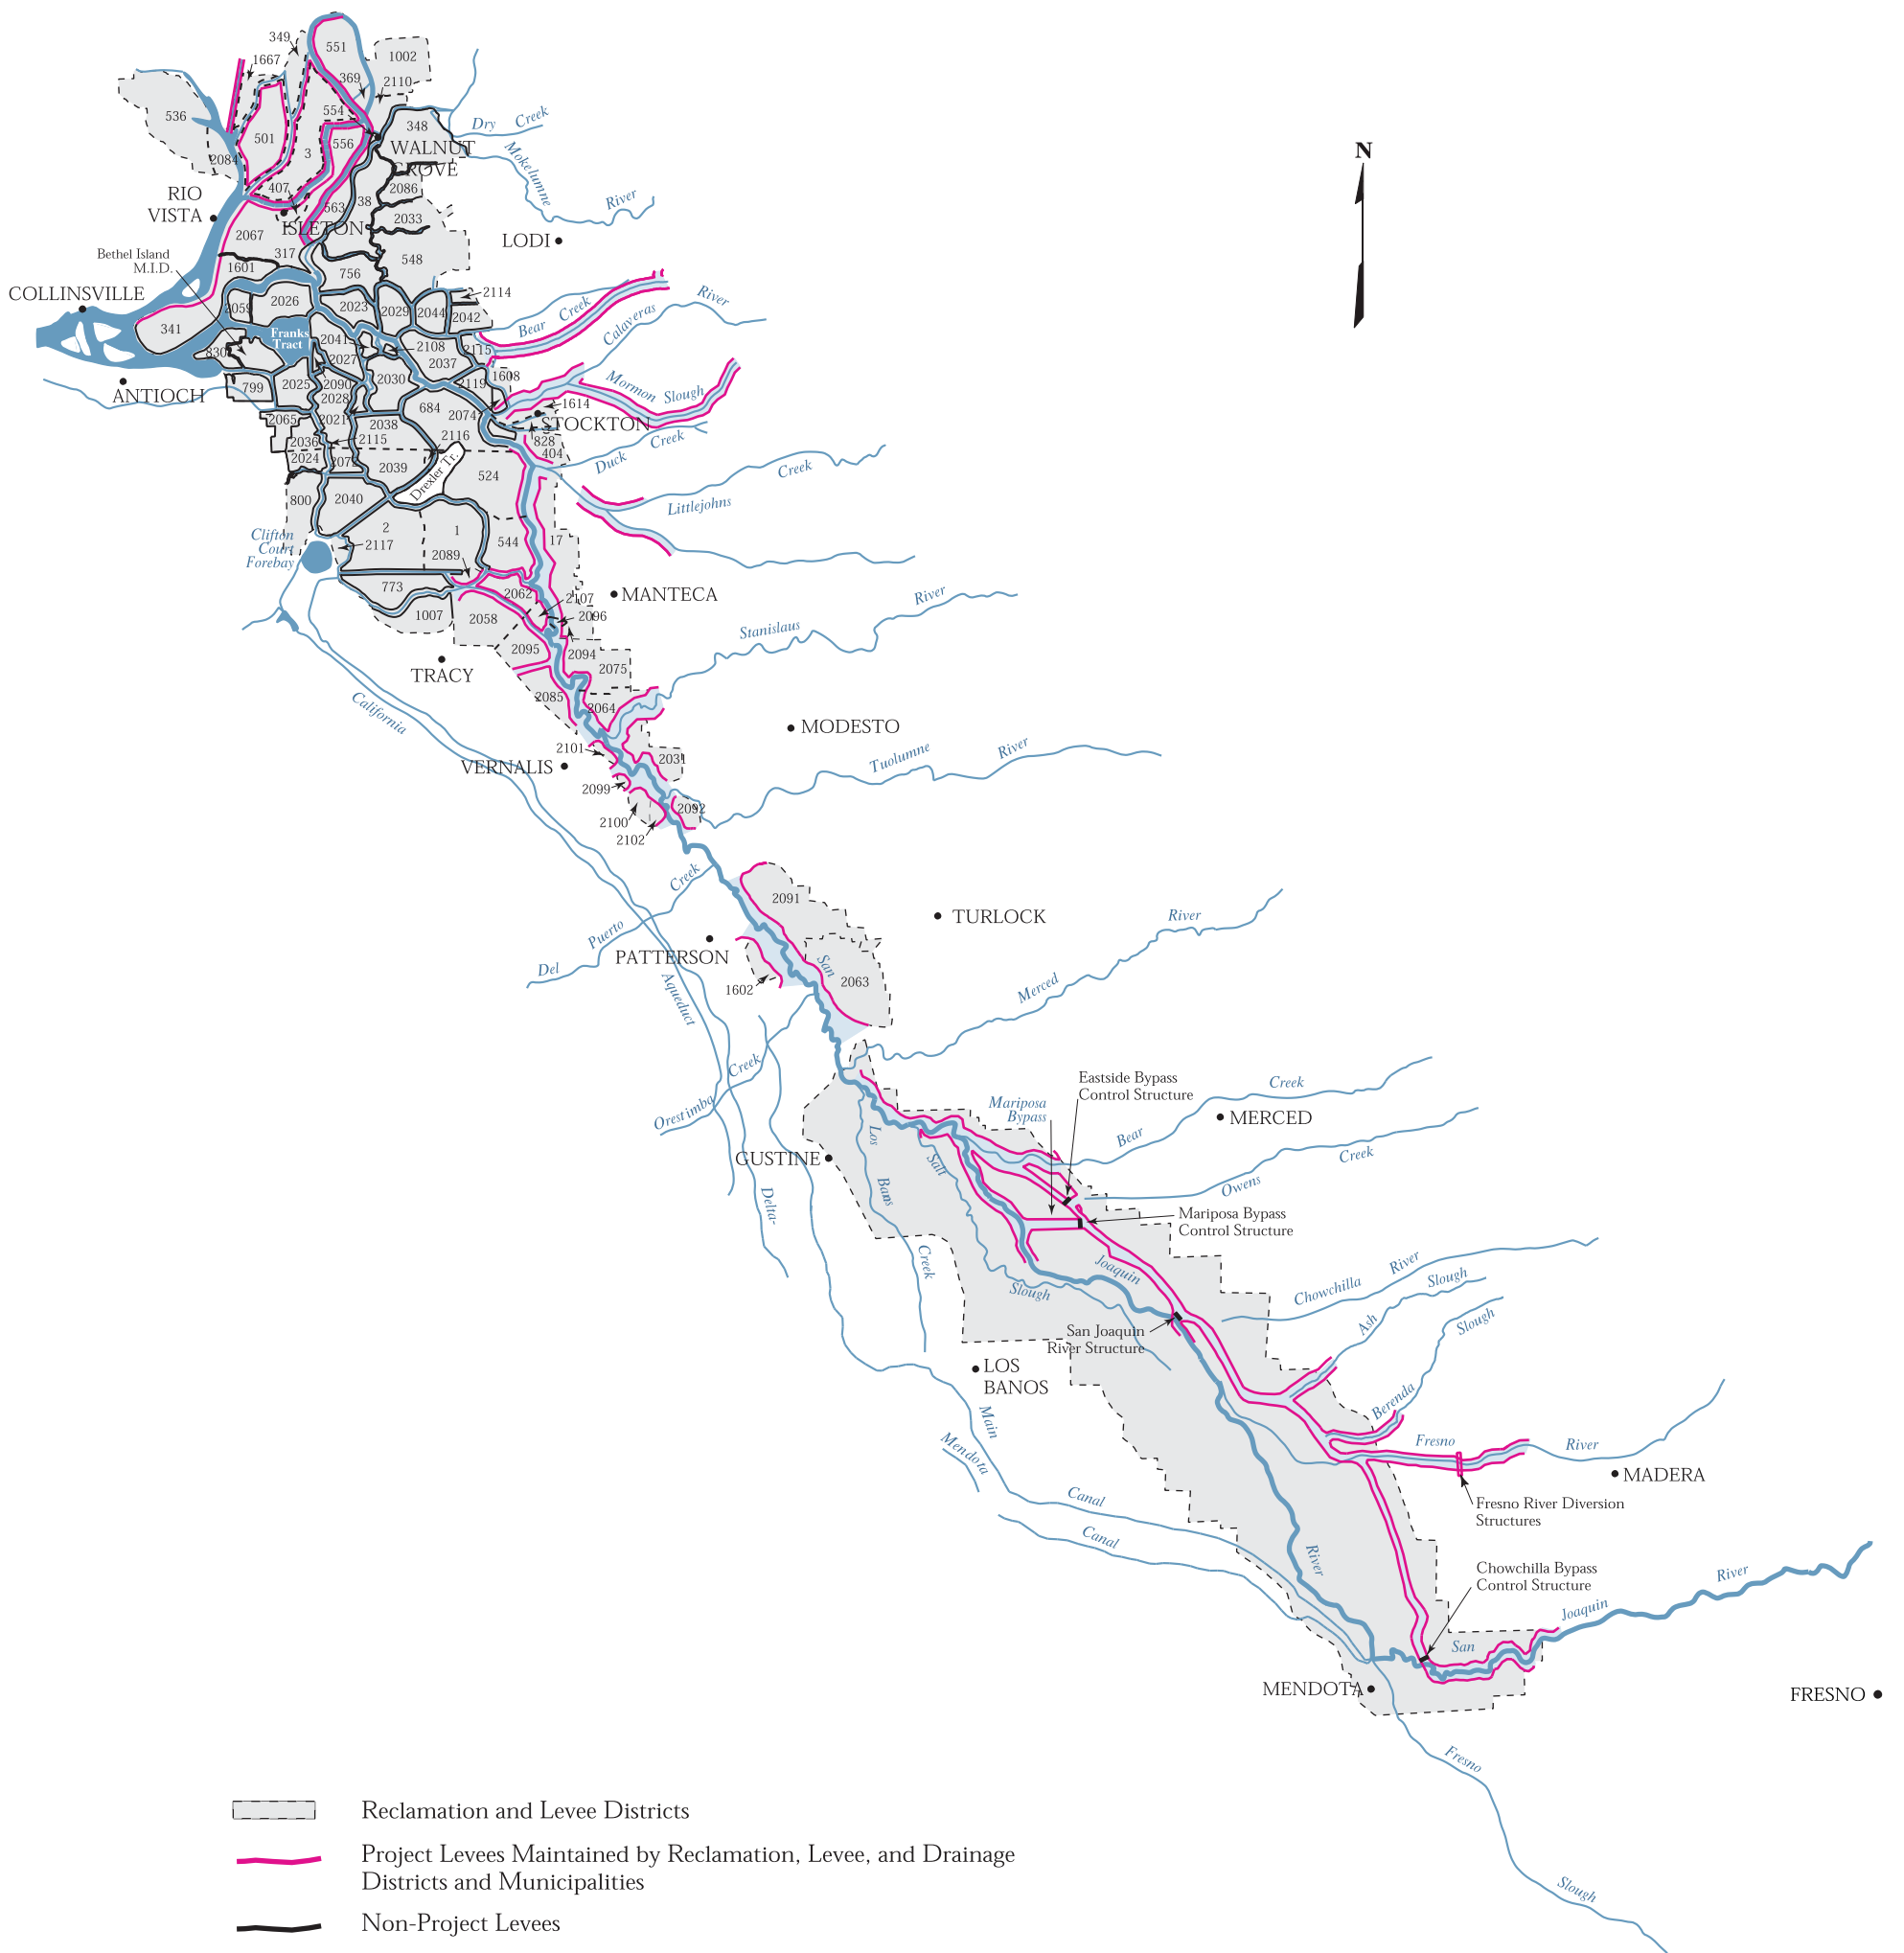 349
551
1002
1667
369
2110
536
554
348
Dry
Creek
501
556
WALNUT
GROVE
3
Mokelumne
River
2084
407
2086
RIO
VISTA
38
563
2033
ISLETON
LODI
2067
317
548
Bethel Island
M.I.D.
1601
756
COLLINSVILLE
2059
2026
2023
2029
2044
2042
2114
Bear
Creek
River
Calaveras
341
Franks
Tract
2041
2108
2115
830
2027
2037
799
2025
2090
2030
2119
1608
Mormon
Slough
ANTIOCH
2028
684
2074
1614
2065
2021
2038
STOCKTON
2036
2115
2116
828
Creek
2024
2072
2039
404
Duck
Drexler Tr.
524
Creek
800
2040
Littlejohns
Clifton
Court
Forebay
2
1
544
17
2117
2089
773
2062
2107
MANTECA
River
1007
2058
2096
Stanislaus
2095
2094
TRACY
2075
California
2085
2064
MODESTO
2101
2031
Tuolumne
River
VERNALIS
2099
2092
2100
2102
Creek
2091
TURLOCK
River
Puerto
PATTERSON
Del
San
2063
Aqueduct
1602
Merced
Creek
Eastside Bypass
Control Structure
Creek
Mariposa
Bypass
Orestimba
MERCED
Los
Bear
GUSTINE
Salt
Creek
Bans
Owens
Delta-
Mariposa Bypass
Control Structure
Creek
Joaquin
River
Slough
Slough
Chowchilla
San Joaquin
River Structure
Ash
Slough
LOS
BANOS
Berenda
Main
Mendota
Fresno
River
MADERA
Canal
Fresno River Diversion
Structures
Canal
River
Chowchilla Bypass
Control Structure
River
Joaquin
San
MENDOTA
FRESNO
Fresno
Reclamation and Levee Districts
Project Levees Maintained by Reclamation, Levee, and Drainage
Districts and Municipalities
Slough
Non-Project Levees
N